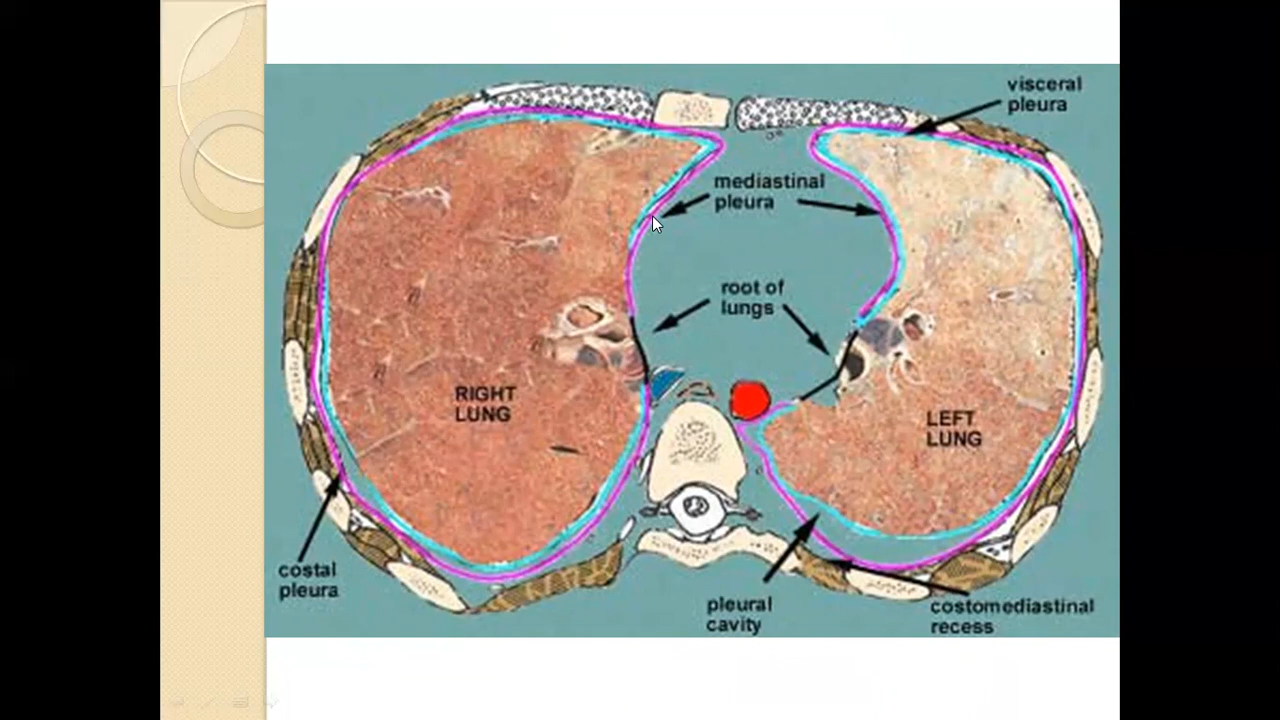 visceral
pleura
mediastinal
pleura
root of
lungs
RIGHT
LUNG
LEFT
LUNG
costal
pleura
pleural
cavity
costomediastinal
recess